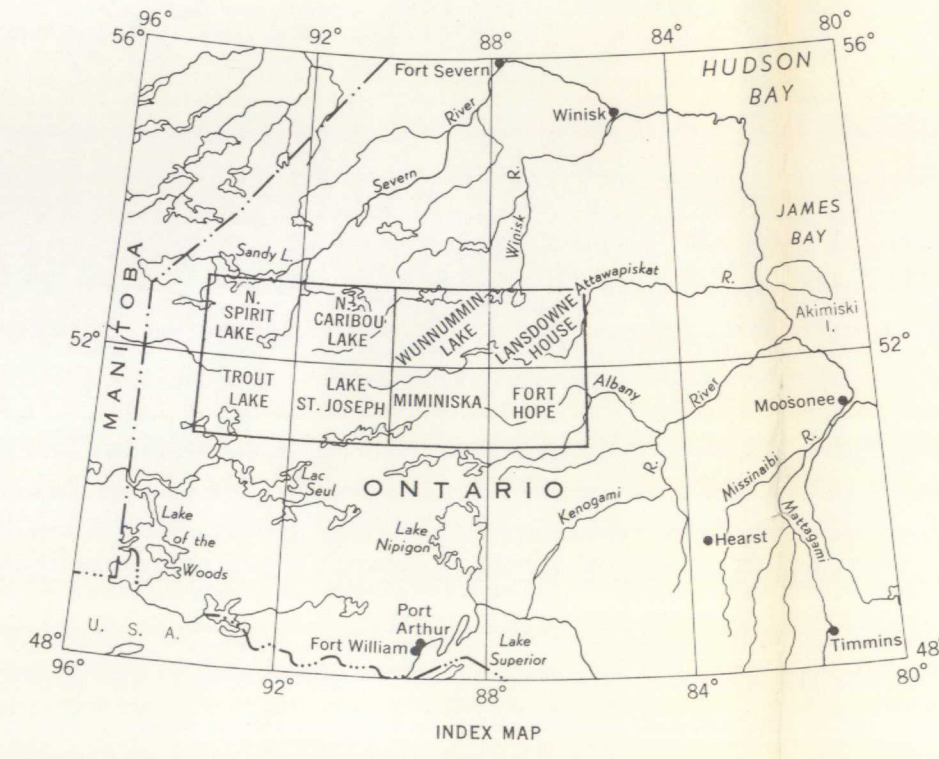 96°
92°
88°
84°
80°
56°
56°
HUDSON
BAY
Fort Severn
Winisk
River
Severn
Winisk R.
JAMES
BAY
Sandy L.
MANITOBA
Attawapiskat
R.
Akimiski
I.
N.
SPIRIT
LAKE
N.
CARIBOU
LAKE
WUNNUMMIN
LAKE
LANSDOWNE
HOUSE
52°
52°
TROUT
LAKE
LAKE
ST. JOSEPH
MIMINISKA
FORT
HOPE
Albany
River
Moosonee
Lac
Seul
ONTARIO
Kenogami
R.
Missinaibi
R.
Mattagami
Lake
of the
Woods
Lake
Nipigon
Hearst
U. S. A.
Port
Arthur
Fort William
Lake
Superior
Timmins
48°
48°
96°
92°
88°
84°
80°
INDEX MAP